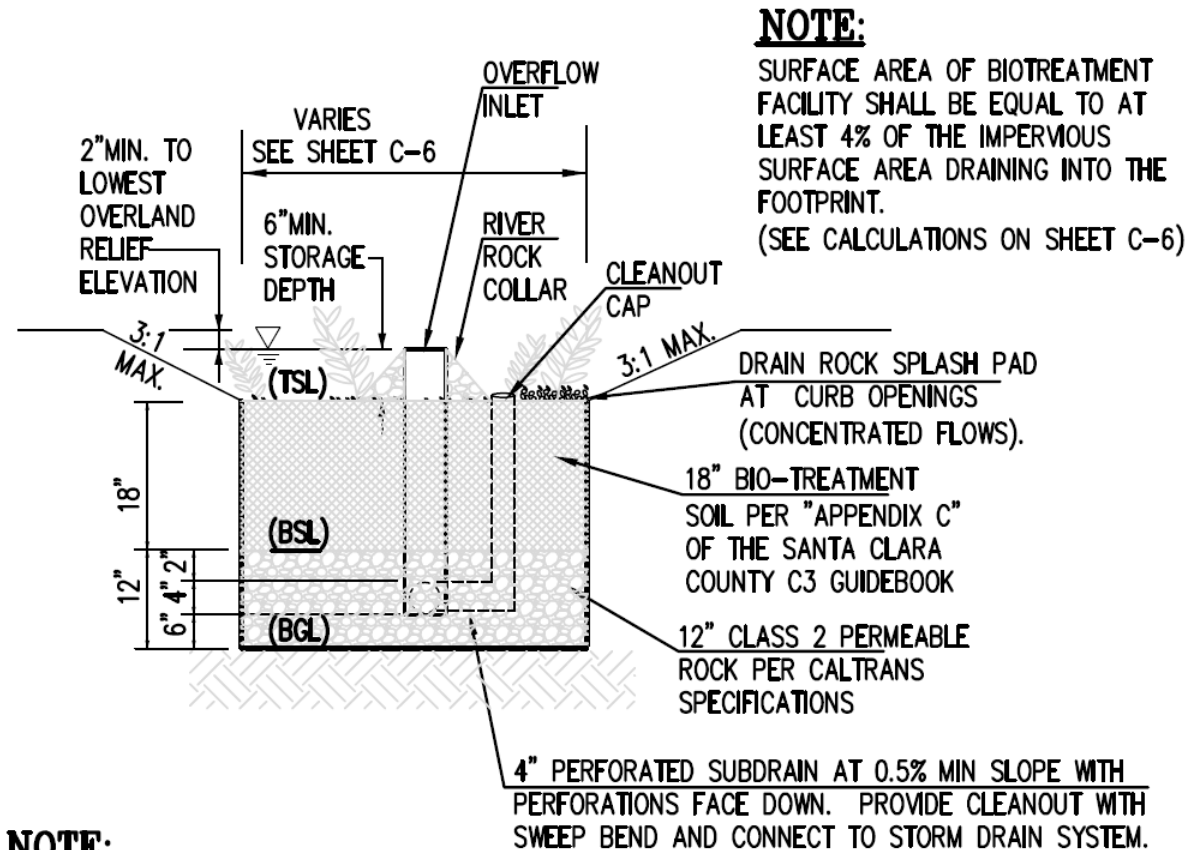 NOTE:
SURFACE AREA OF BIOTREATMENT
FACILITY SHALL BE EQUAL TO AT
LEAST 4% OF THE IMPERVIOUS
SURFACE AREA DRAINING INTO THE
FOOTPRINT.
(SEE CALCULATIONS ON SHEET C-6)
OVERFLOW
INLET
VARIES
SEE SHEET C-6
2"MIN. TO
LOWEST
OVERLAND
RELIEF
ELEVATION
6"MIN.
STORAGE
DEPTH
RIVER
ROCK
COLLAR
CLEANOUT
CAP
3:1
MAX.
3:1 MAX.
(TSL)
DRAIN ROCK SPLASH PAD
AT CURB OPENINGS
(CONCENTRATED FLOWS).
18"
18" BIO-TREATMENT
SOIL PER "APPENDIX C"
OF THE SANTA CLARA
COUNTY C3 GUIDEBOOK
(BSL)
12"
2"
4"
6"
(BGL)
12" CLASS 2 PERMEABLE
ROCK PER CALTRANS
SPECIFICATIONS
4" PERFORATED SUBDRAIN AT 0.5% MIN SLOPE WITH
PERFORATIONS FACE DOWN. PROVIDE CLEANOUT WITH
SWEEP BEND AND CONNECT TO STORM DRAIN SYSTEM.
NOTE: